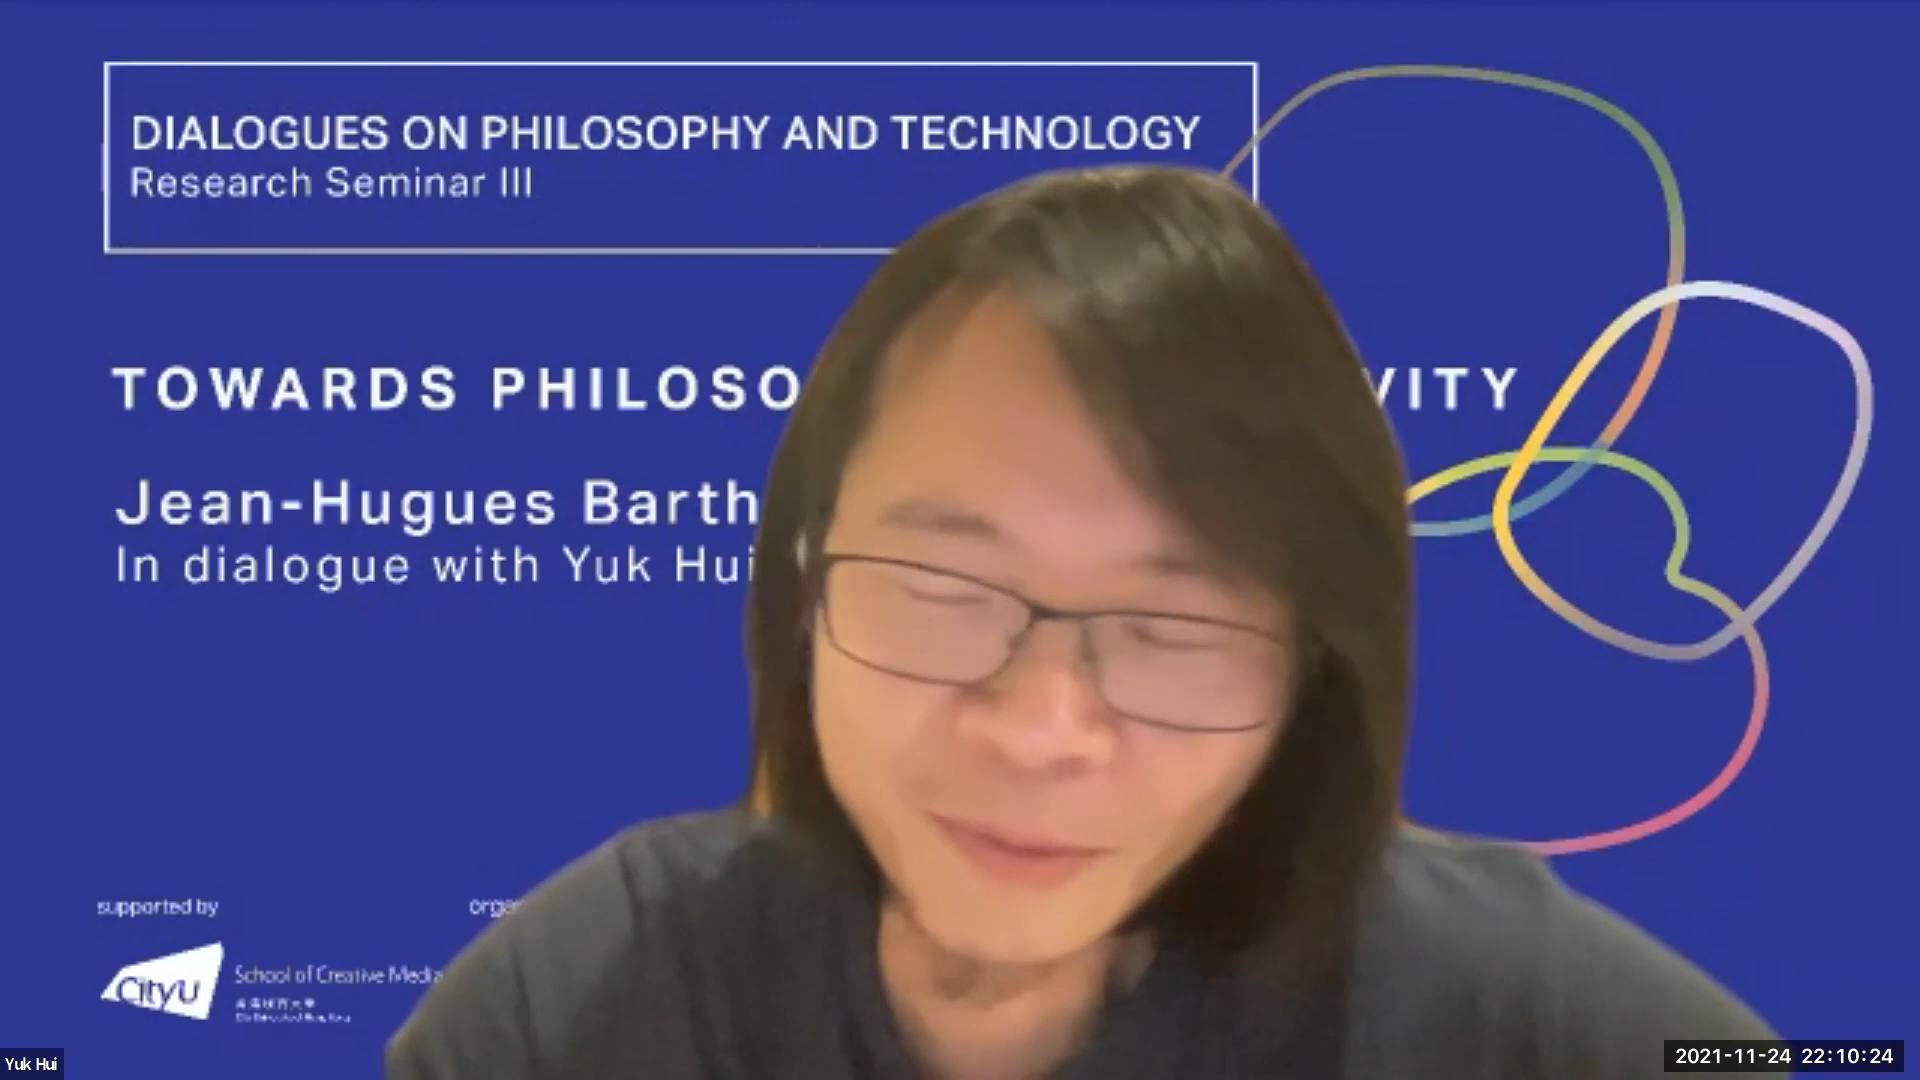 DIALOGUES ON PHILOSOPHY AND TECHNOLOGY
Research Seminar III
TOWARDS PHILOSO VITY
Jean-Hugues Barth
In dialogue with Yuk Hui
supported by
CityU
School of Creative Media
Yuk Hui
2021-11-24 22:10:24